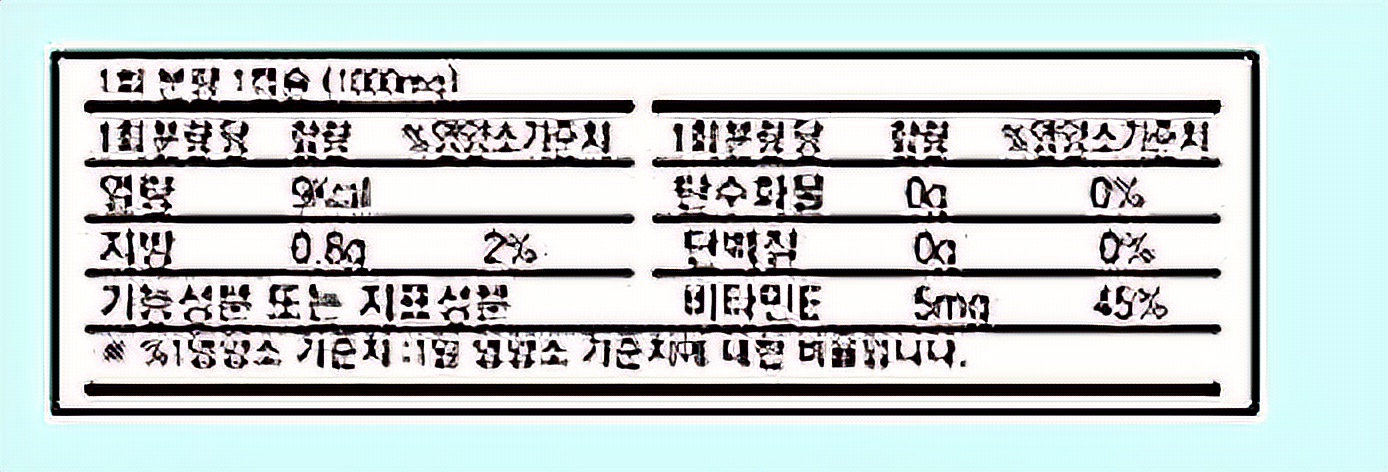 1회 분량 1캡슐 (1000mg)
1회분량당 함량 %영양소기준치 1회분량당 함량 %영양소기준치
열량 탄수화물 0g 0%
지방 0.8g 2% 단백질 0g 0%
기능성분 또는 지표성분 비타민E 5mg 45%
※ %영양소 기준치 : 1일 영양소 기준치에 대한 비율입니다.